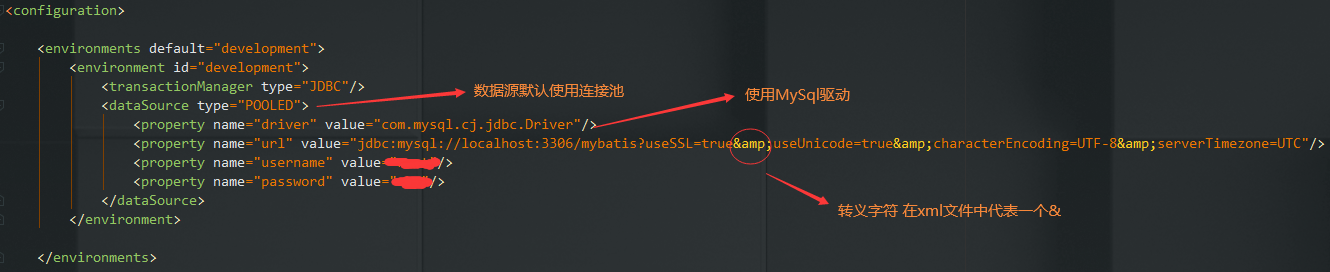 <configuration>
<environments default="development">
<environment id="development">
<transactionManager type="JDBC"/>
<dataSource type="POOLED">
数据源默认使用连接池
使用MySql驱动
<property name="driver" value="com.mysql.cj.jdbc.Driver"/>
<property name="url" value="jdbc:mysql://localhost:3306/mybatis?useSSL=true&amp;useUnicode=true&amp;characterEncoding=UTF-8&amp;serverTimezone=UTC"/>
<property name="username" value="/>
<property name="password" value="/>
</dataSource>
转义字符 在xml文件中代表一个&
</environment>
</environments>